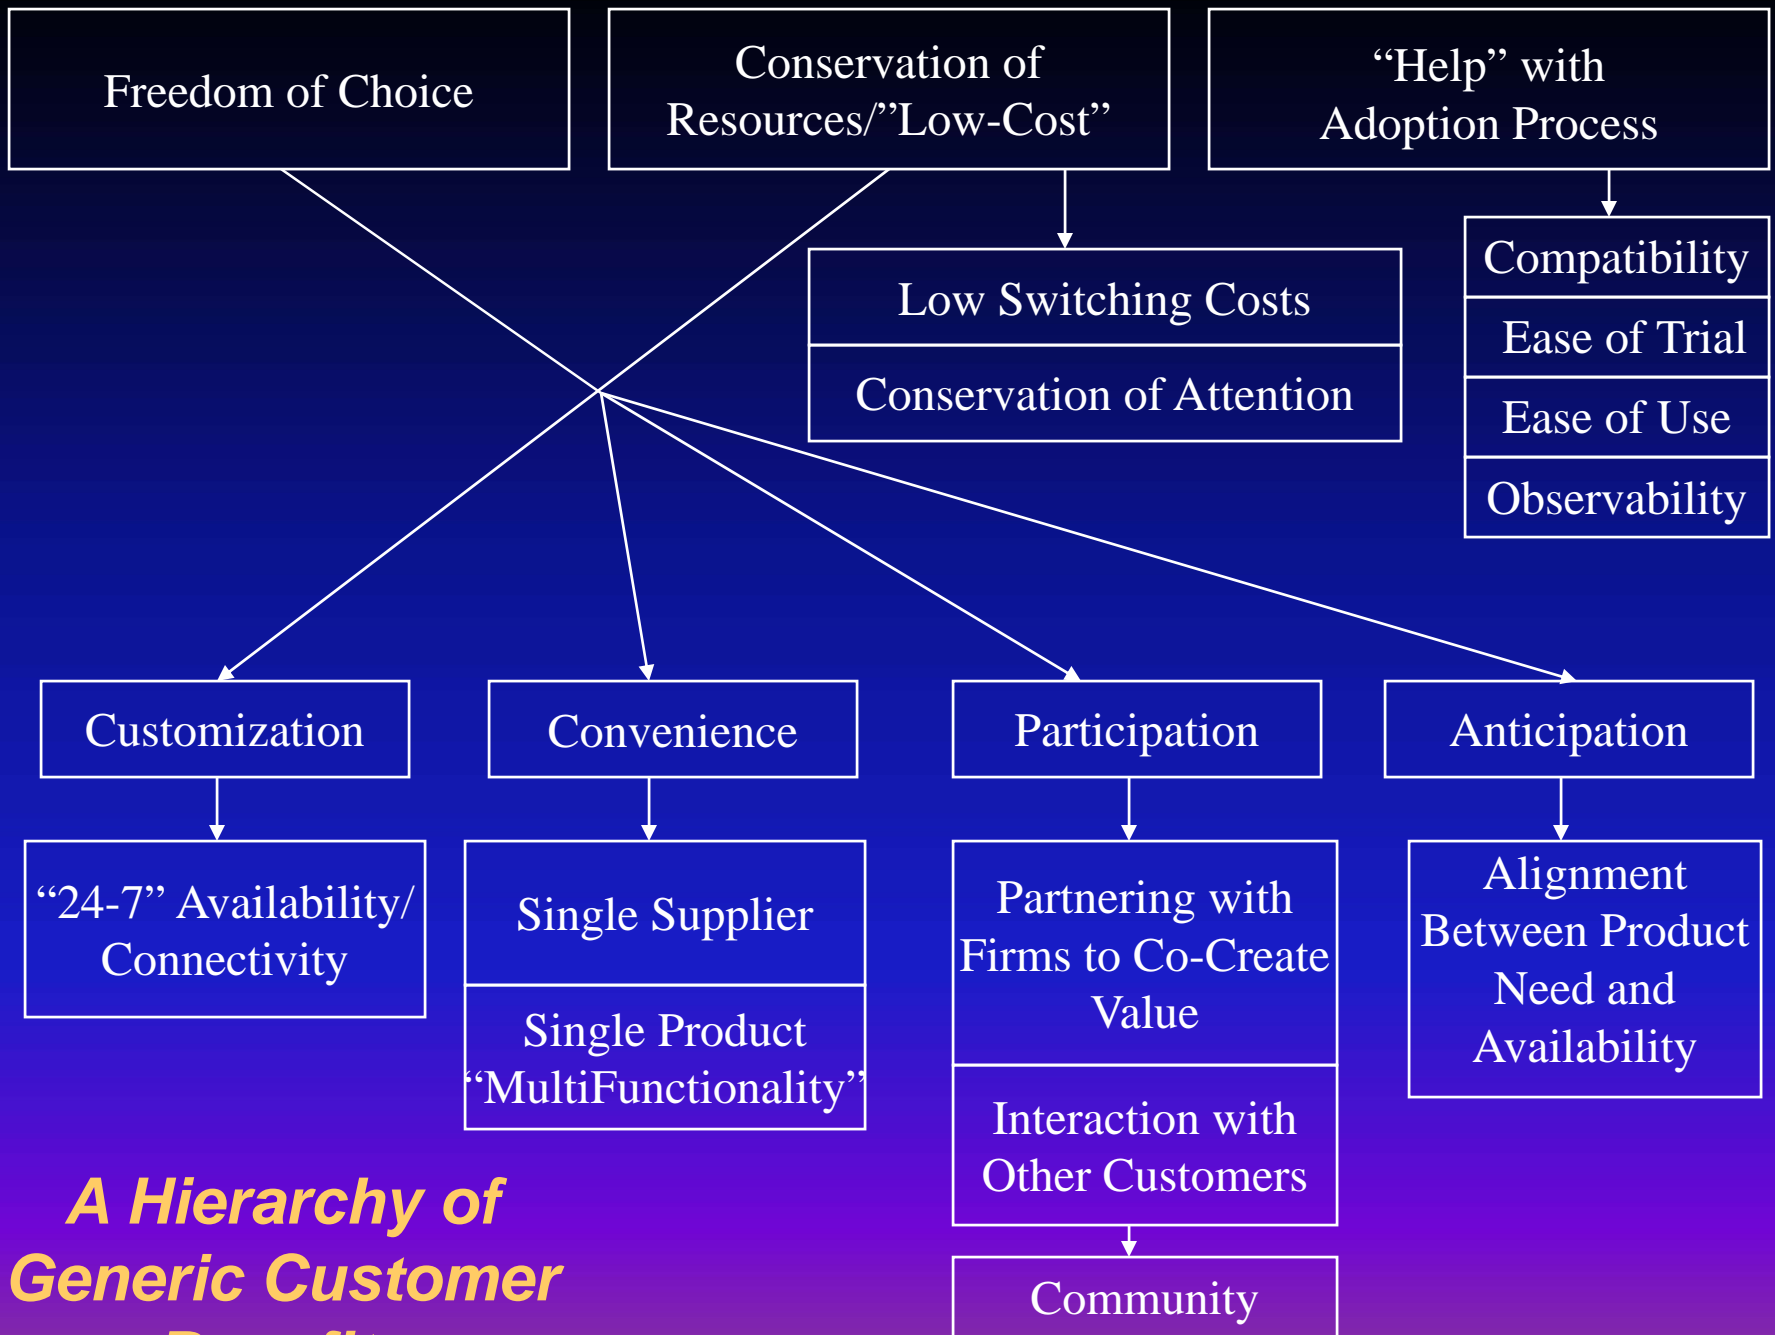 Freedom of Choice
Conservation of
Resources/”Low-Cost”
“Help” with
Adoption Process
Low Switching Costs
Conservation of Attention
Compatibility
Ease of Trial
Ease of Use
Observability
Customization
Convenience
Participation
Anticipation
“24-7” Availability/
Connectivity
Single Supplier
Single Product
“MultiFunctionality”
Partnering with
Firms to Co-Create
Value
Interaction with
Other Customers
Community
Alignment
Between Product
Need and
Availability
A Hierarchy of
Generic Customer